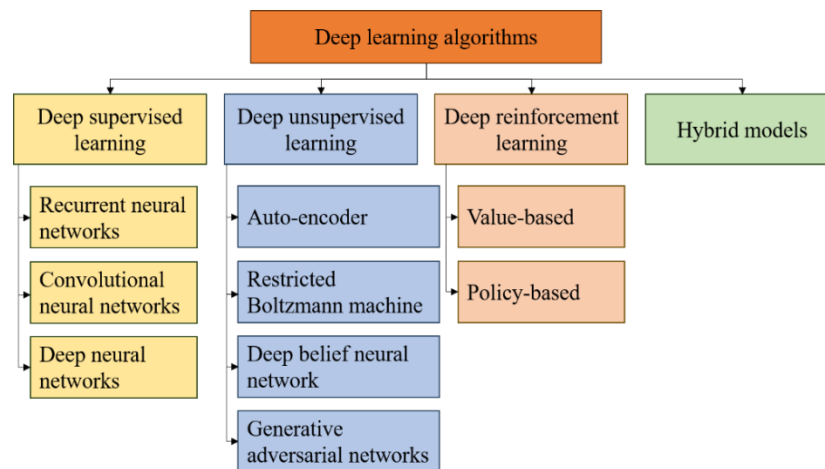 Deep learning algorithms
Deep supervised
learning
Deep unsupervised
learning
Deep reinforcement
learning
Hybrid models
Recurrent neural
networks
Convolutional
neural networks
Deep neural
networks
Auto-encoder
Restricted
Boltzmann machine
Deep belief neural
network
Generative
adversarial networks
Value-based
Policy-based